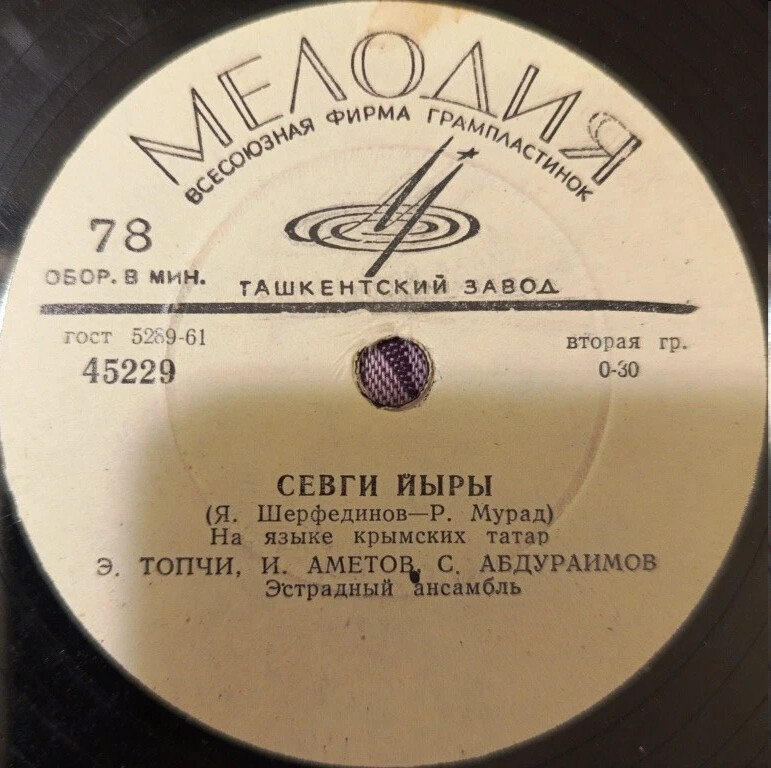 МЕЛОДИЯ
ВСЕСОЮЗНАЯ ФИРМА ГРАМПЛАСТИНОК
78
ОБОР. В МИН.
ТАШКЕНТСКИЙ ЗАВОД
гост 5289-61
вторая гр.
45229
0-30
СЕВГИ ЙЫРЫ
(Я. Шерфединов—Р. Мурад)
На языке крымских татар
Э. ТОПЧИ, И. АМЕТОВ, С. АБДУРАИМОВ
Эстрадный ансамбль